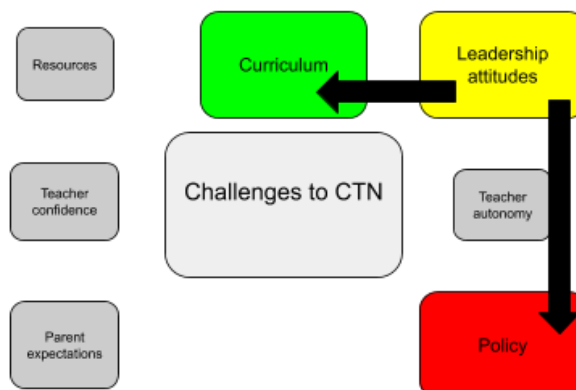 Resources
Curriculum
Leadership
attitudes
Teacher
confidence
Challenges to CTN
Teacher
autonomy
Parent
expectations
Policy